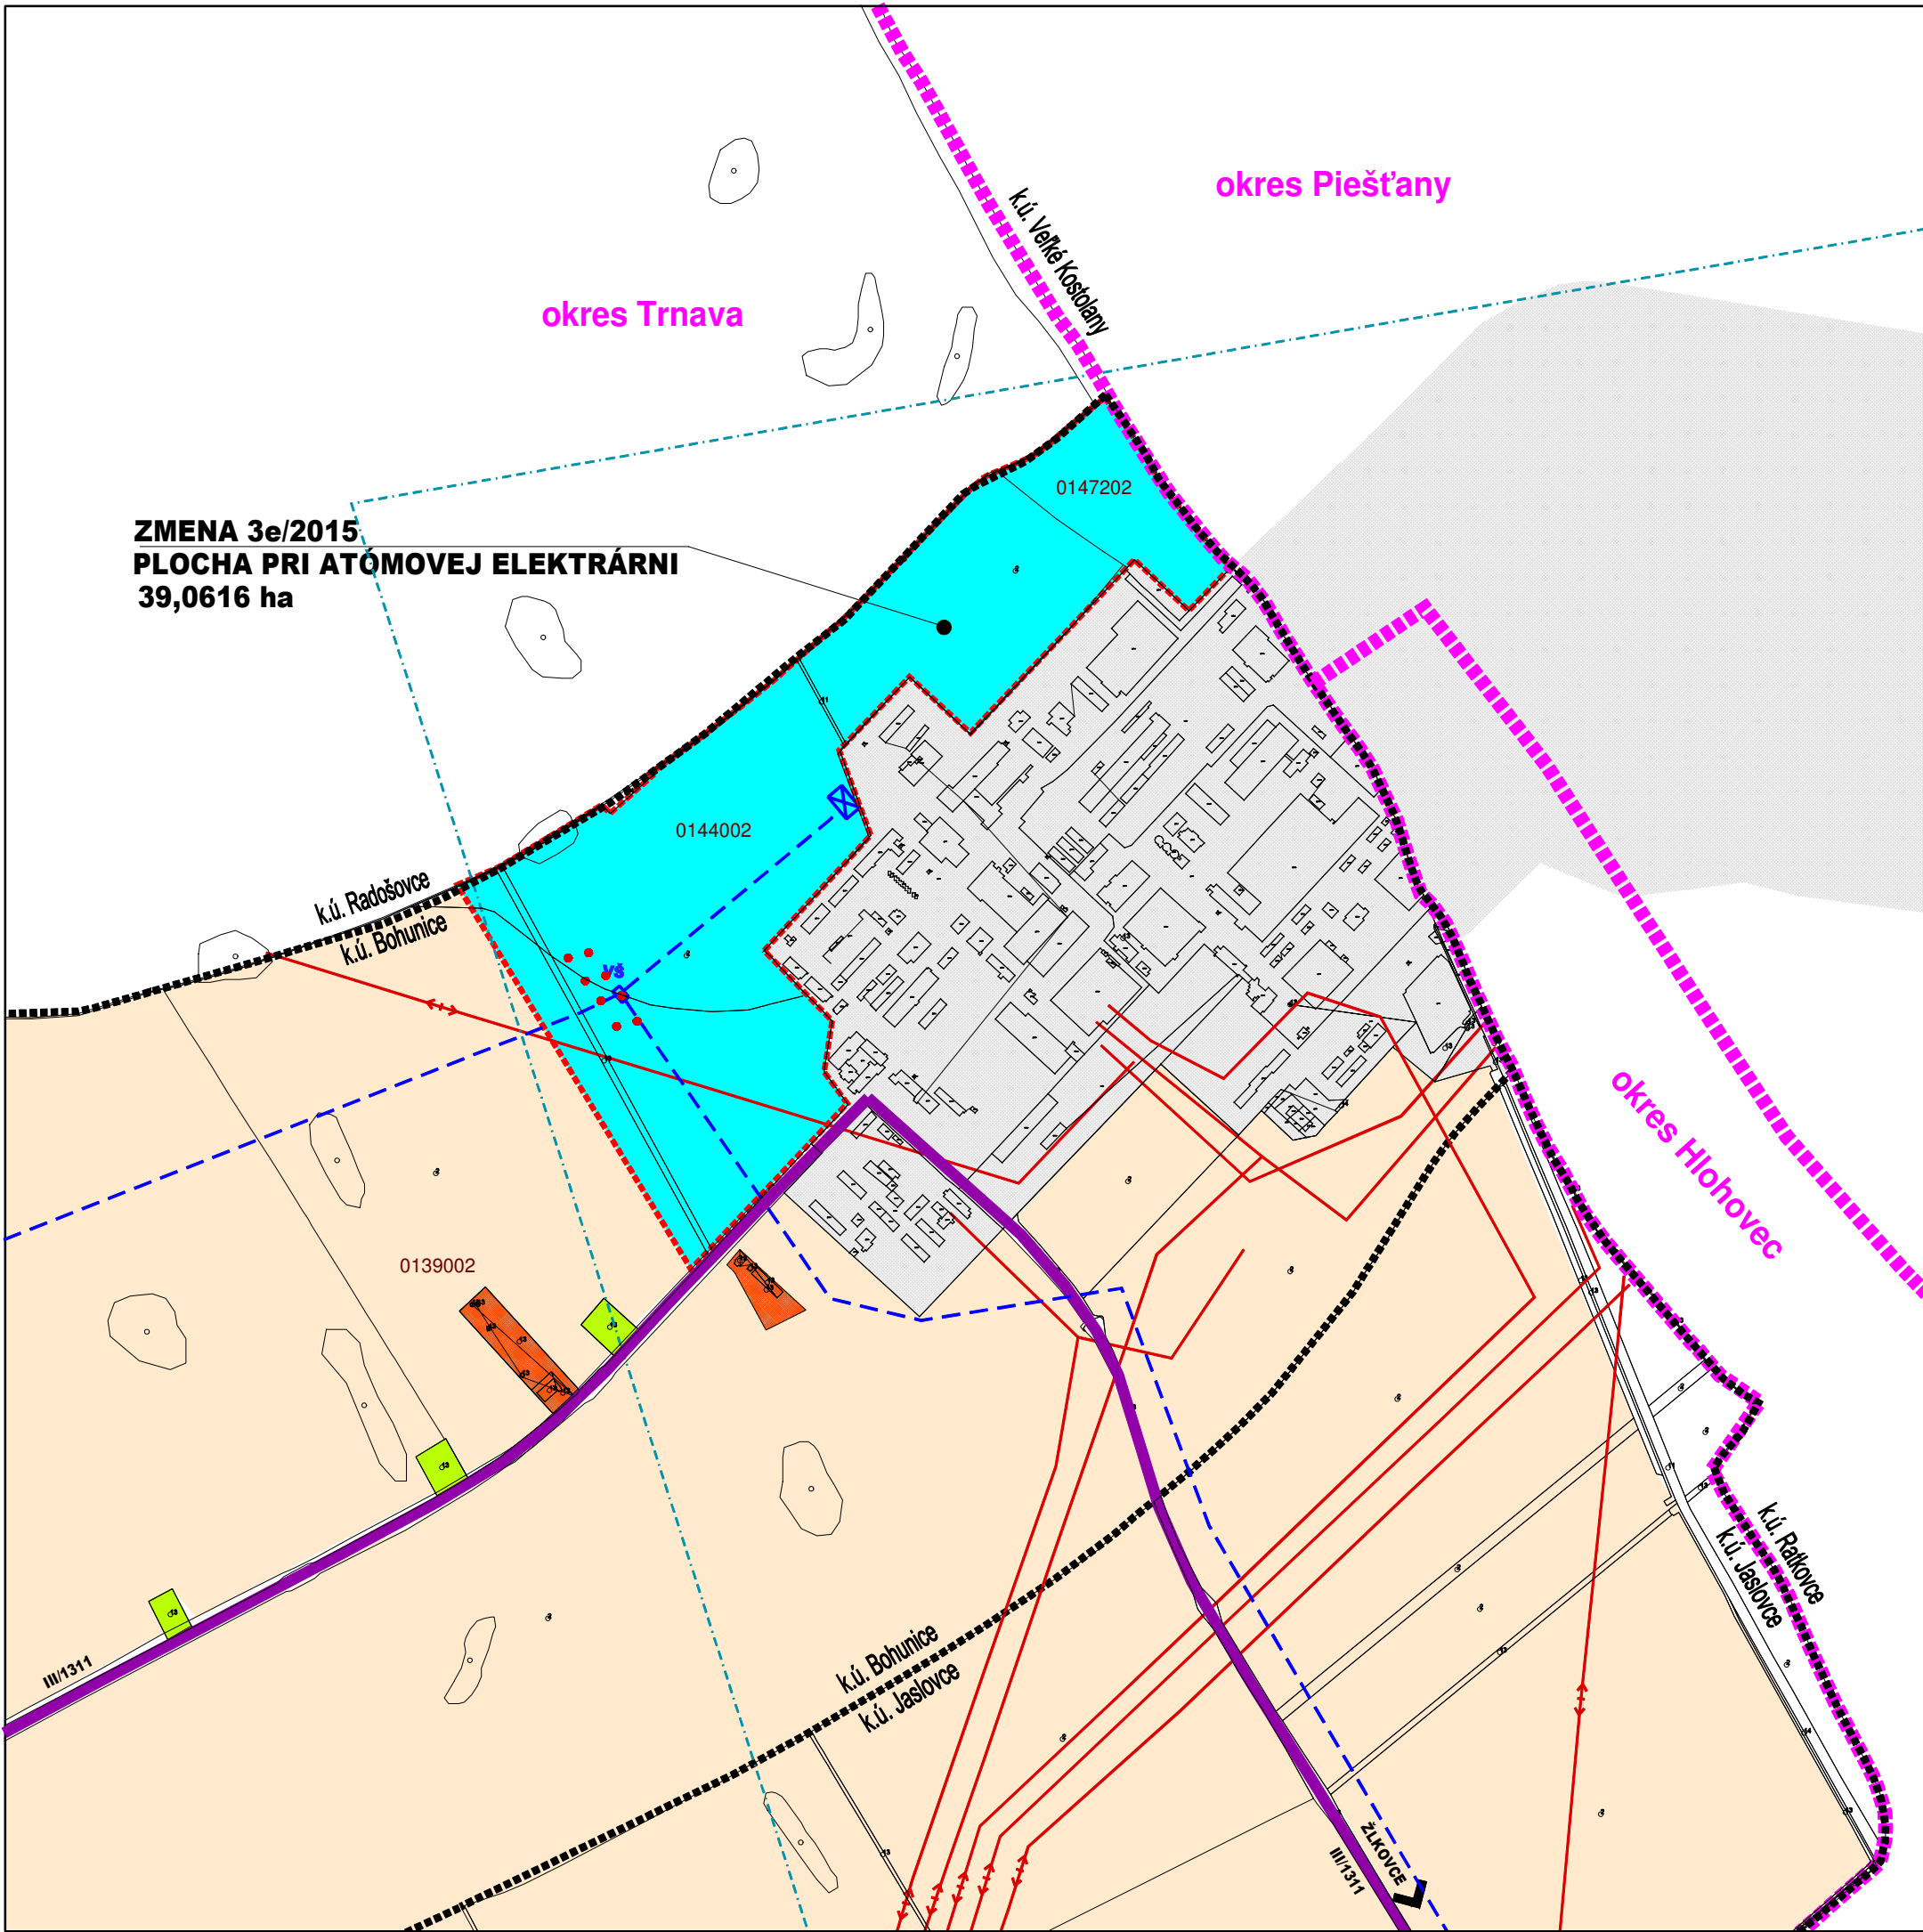 okres Piešťany
k.ú. Veľké Kostolany
okres Trnava
0147202
ZMENA 3e/2015
PLOCHA PRI ATÓMOVEJ ELEKTRÁRNI
39,0616 ha
11
0144002
k.ú. Radošovce
k.ú. Bohunice
VŠ
okres Hlohovec
0139002
k.ú. Ratkovce
k.ú. Jaslovce
III/1311
k.ú. Bohunice
k.ú. Jaslovce
ŽLKOVCE
III/1311